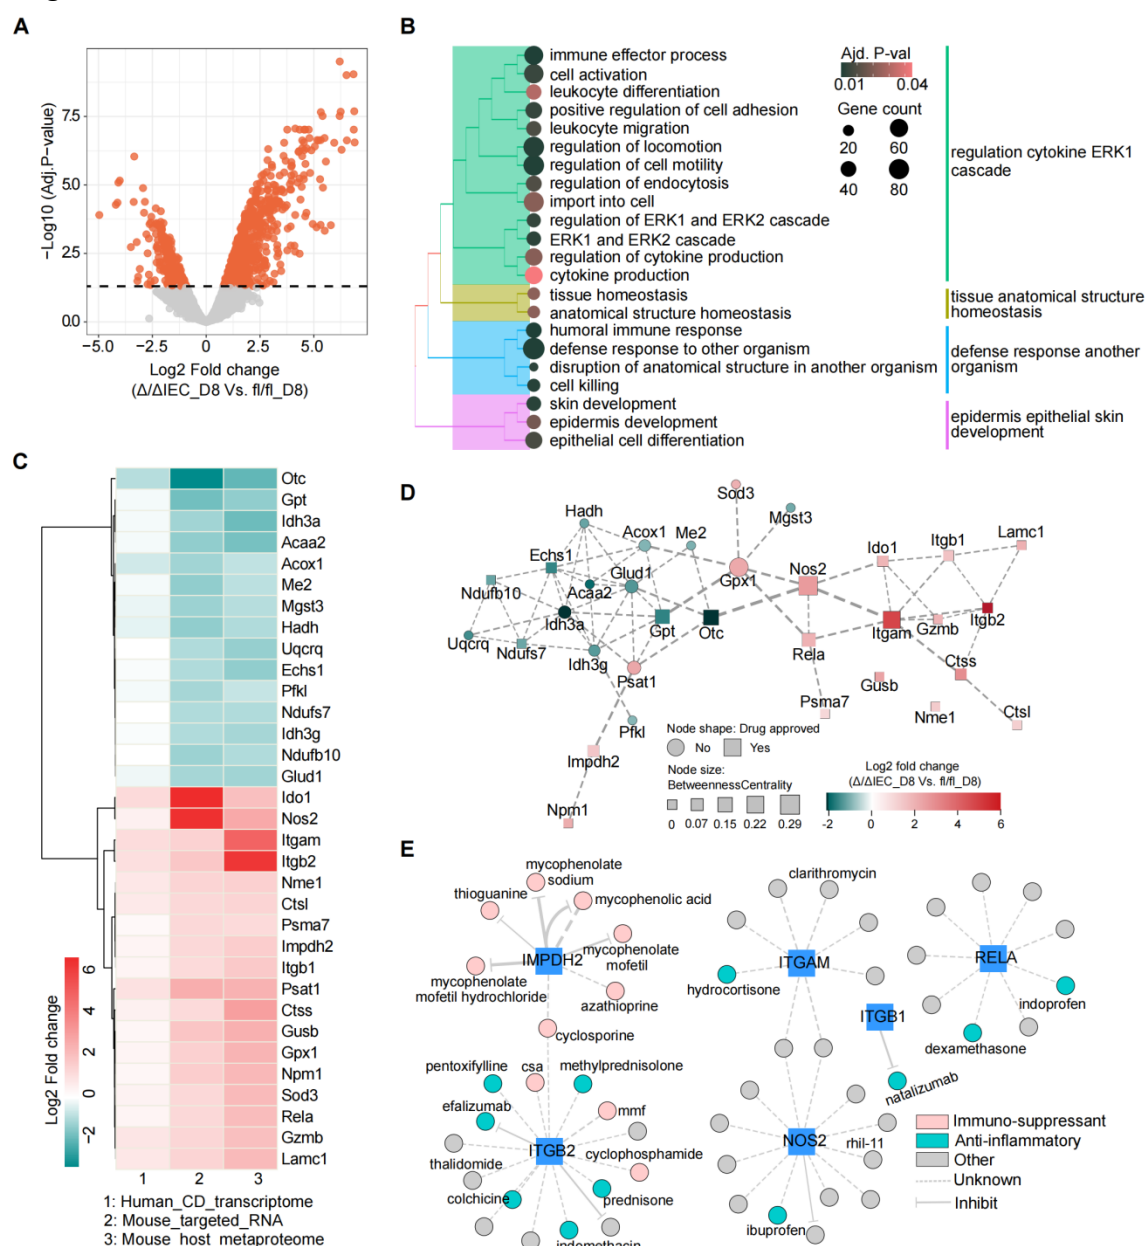 A
−Log10 (Adj.P-value)
7.5
5.0
2.5
0.0
−5.0
−2.5
0
2.5
5.0
Log2 Fold change
(Δ/ΔIEC_D8 Vs. fl/fl_D8)
B
immune effector process
cell activation
leukocyte differentiation
positive regulation of cell adhesion
leukocyte migration
regulation of locomotion
regulation of cell motility
regulation of endocytosis
import into cell
regulation of ERK1 and ERK2 cascade
ERK1 and ERK2 cascade
regulation of cytokine production
cytokine production
tissue homeostasis
anatomical structure homeostasis
humoral immune response
defense response to other organism
disruption of anatomical structure in another organism
cell killing
skin development
epidermis development
epithelial cell differentiation
Ajd. P-val
0.01
0.04
Gene count
20
60
40
80
regulation cytokine ERK1
cascade
tissue anatomical structure
homeostasis
defense response another
organism
epidermis epithelial skin
development
C
Otc
Gpt
Idh3a
Acaa2
Acox1
Me2
Mgst3
Hadh
Uqcrq
Echs1
Pfkl
Ndufs7
Idh3g
Ndufb10
Glud1
Ido1
Nos2
Itgam
Itgb2
Nme1
Ctsl
Psma7
Impdh2
Itgb1
Psat1
Ctss
Gusb
Gpx1
Npm1
Sod3
Rela
Gzmb
Lamc1
Log2 Fold change
6
4
2
0
−2
1
2
3
1: Human_CD_transcriptome
2: Mouse_targeted_RNA
3: Mouse_host_metaproteome
D
Sod3
Mgst3
Hadh
Acox1
Me2
Echs1
Glud1
Gpx1
Nos2
Ido1
Itgb1
Lamc1
Ndufb10
Acaa2
Idh3a
Gpt
Otc
Itgam
Gzmb
Itgb2
Uqcrq
Ndufs7
Idh3g
Rela
Psat1
Gusb
Ctss
Psma7
Nme1
Ctsl
Pfkl
Impdh2
Npm1
Node shape: Drug approved
No
Yes
Node size:
BetweennessCentrality
0
0.07
0.15
0.22
0.29
Log2 fold change
(Δ/ΔIEC_D8 Vs. fl/fl_D8)
-2
0
2
4
6
E
mycophenolate
sodium
thioguanine
mycophenolic acid
IMPDH2
mycophenolate
mofetil
mycophenolate
mofetil hydrochloride
azathioprine
cyclosporine
pentoxifylline
csa
methylprednisolone
efalizumab
mmf
ITGB2
cyclophosphamide
thalidomide
colchicine
prednisone
indomethacin
clarithromycin
ITGAM
hydrocortisone
RELA
indoprofen
dexamethasone
ITGB1
natalizumab
NOS2
rhil-11
ibuprofen
Immuno-suppressant
Anti-inflammatory
Other
Unknown
Inhibit